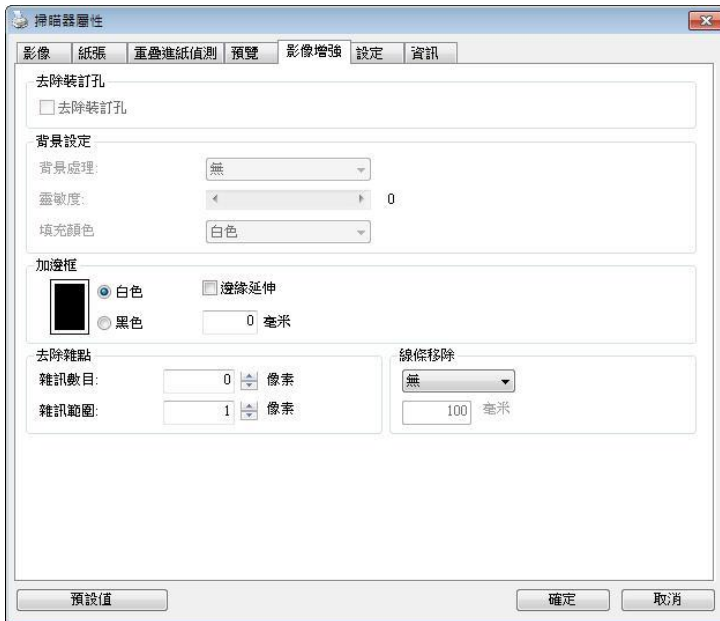 掃瞄器屬性
影像 紙張 重疊進紙偵測 預覽 影像增強 設定 資訊
去除裝訂孔
去除裝訂孔
背景設定
背景處理: 無
靈敏度: 0
填充顏色 白色
加邊框
白色 邊緣延伸
黑色 0 毫米
去除雜點 線條移除
雜訊數目: 0 像素 無
雜訊範圍: 1 像素 100 毫米
預設值 確定 取消